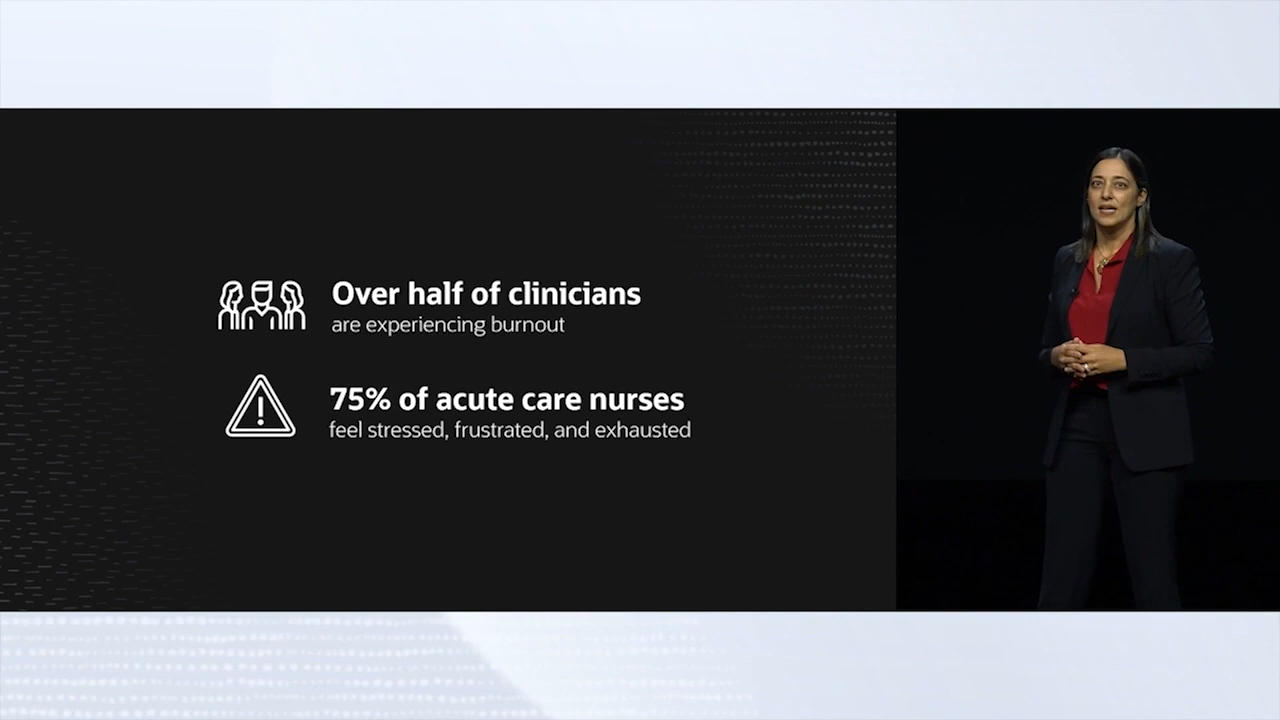 Over half of clinicians
are experiencing burnout
75% of acute care nurses
feel stressed, frustrated, and exhausted